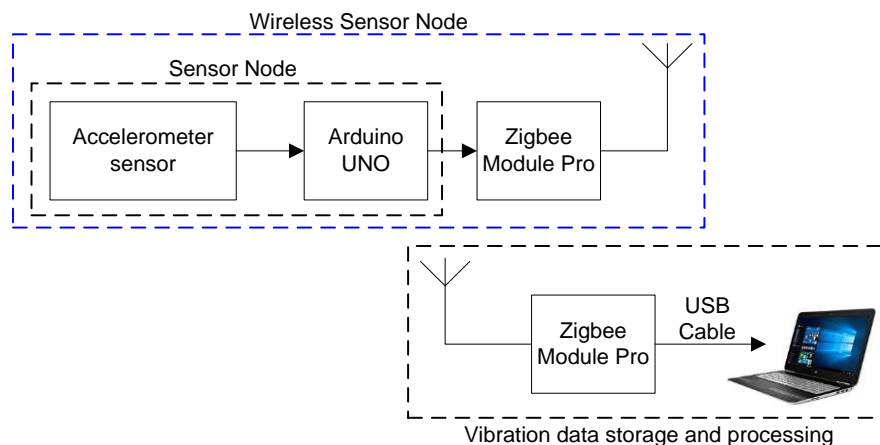 Wireless Sensor Node
Sensor Node
Accelerometer
sensor
Arduino
UNO
Zigbee
Module Pro
Zigbee
Module Pro
USB
Cable
Vibration data storage and processing